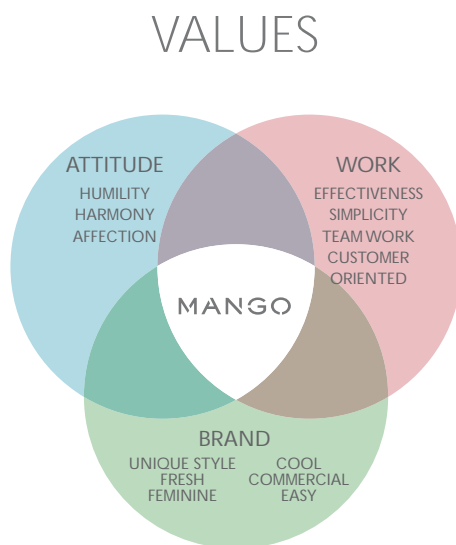 VALUES
ATTITUDE
HUMILITY
HARMONY
AFFECTION
WORK
EFFECTIVENESS
SIMPLICITY
TEAM WORK
CUSTOMER
ORIENTED
MANGO
BRAND
UNIQUE STYLE
FRESH
FEMININE
COOL
COMMERCIAL
EASY